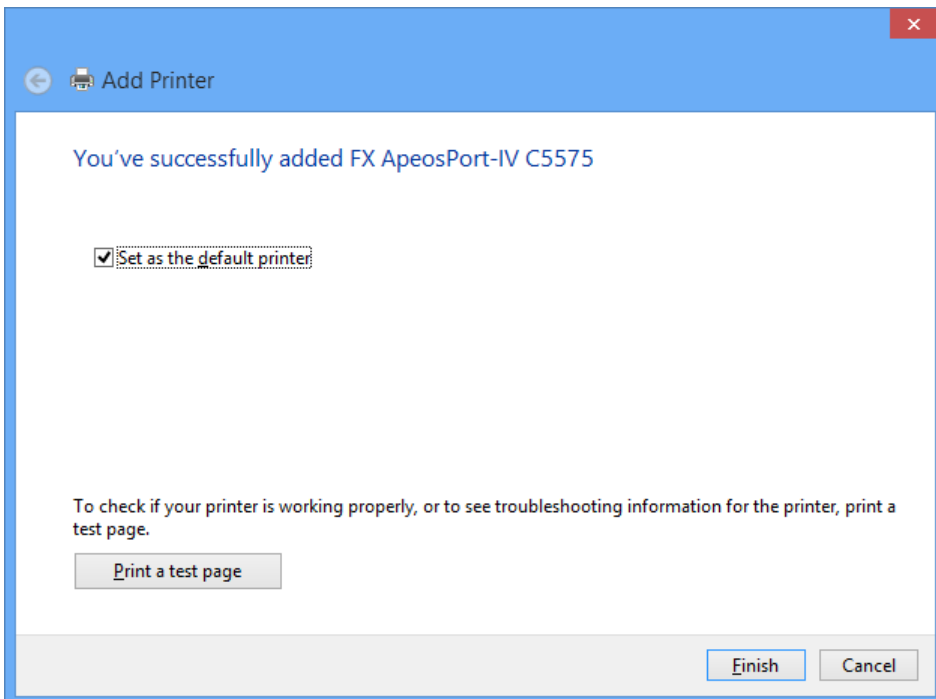 Add Printer
You've successfully added FX ApeosPort-IV C5575
Set as the default printer
To check if your printer is working properly, or to see troubleshooting information for the printer, print a
test page.
Print a test page
Finish Cancel